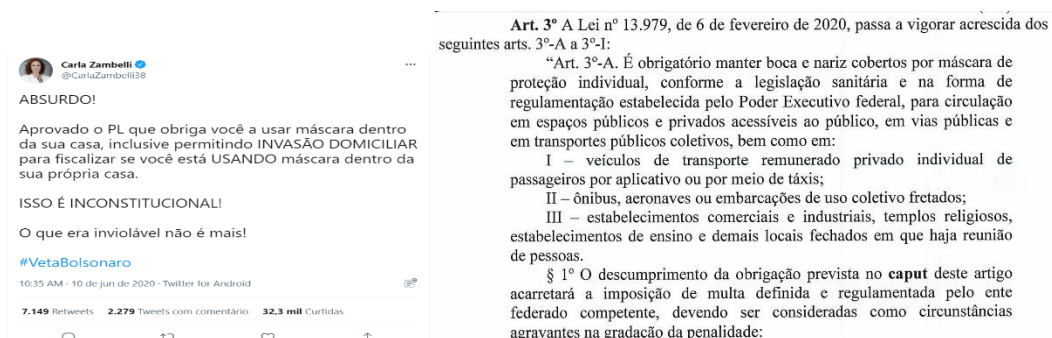 Carla Zambelli
@CarlaZambelli38
ABSURDO!
Aprovado o PL que obriga você a usar máscara dentro
da sua casa, inclusive permitindo INVASÃO DOMICILIAR
para fiscalizar se você está USANDO máscara dentro da
sua própria casa.
ISSO É INCONSTITUCIONAL!
O que era inviolável não é mais!
#VetaBolsonaro
10:35 AM · 10 de jun de 2020 · Twitter for Android
7.149 Retweets 2.279 Tweets com comentário 32,3 mil Curtidas
Art. 3º A Lei nº 13.979, de 6 de fevereiro de 2020, passa a vigorar acrescida dos
seguintes arts. 3º-A a 3º-I:
“Art. 3º-A. É obrigatório manter boca e nariz cobertos por máscara de
proteção individual, conforme a legislação sanitária e na forma de
regulamentação estabelecida pelo Poder Executivo federal, para circulação
em espaços públicos e privados acessíveis ao público, em vias públicas e
em transportes públicos coletivos, bem como em:
I – veículos de transporte remunerado privado individual de
passageiros por aplicativo ou por meio de táxis;
II – ônibus, aeronaves ou embarcações de uso coletivo fretados;
III – estabelecimentos comerciais e industriais, templos religiosos,
estabelecimentos de ensino e demais locais fechados em que haja reunião
de pessoas.
§ 1º O descumprimento da obrigação prevista no caput deste artigo
acarretará a imposição de multa definida e regulamentada pelo ente
federado competente, devendo ser consideradas como circunstâncias
agravantes na gradação da penalidade: